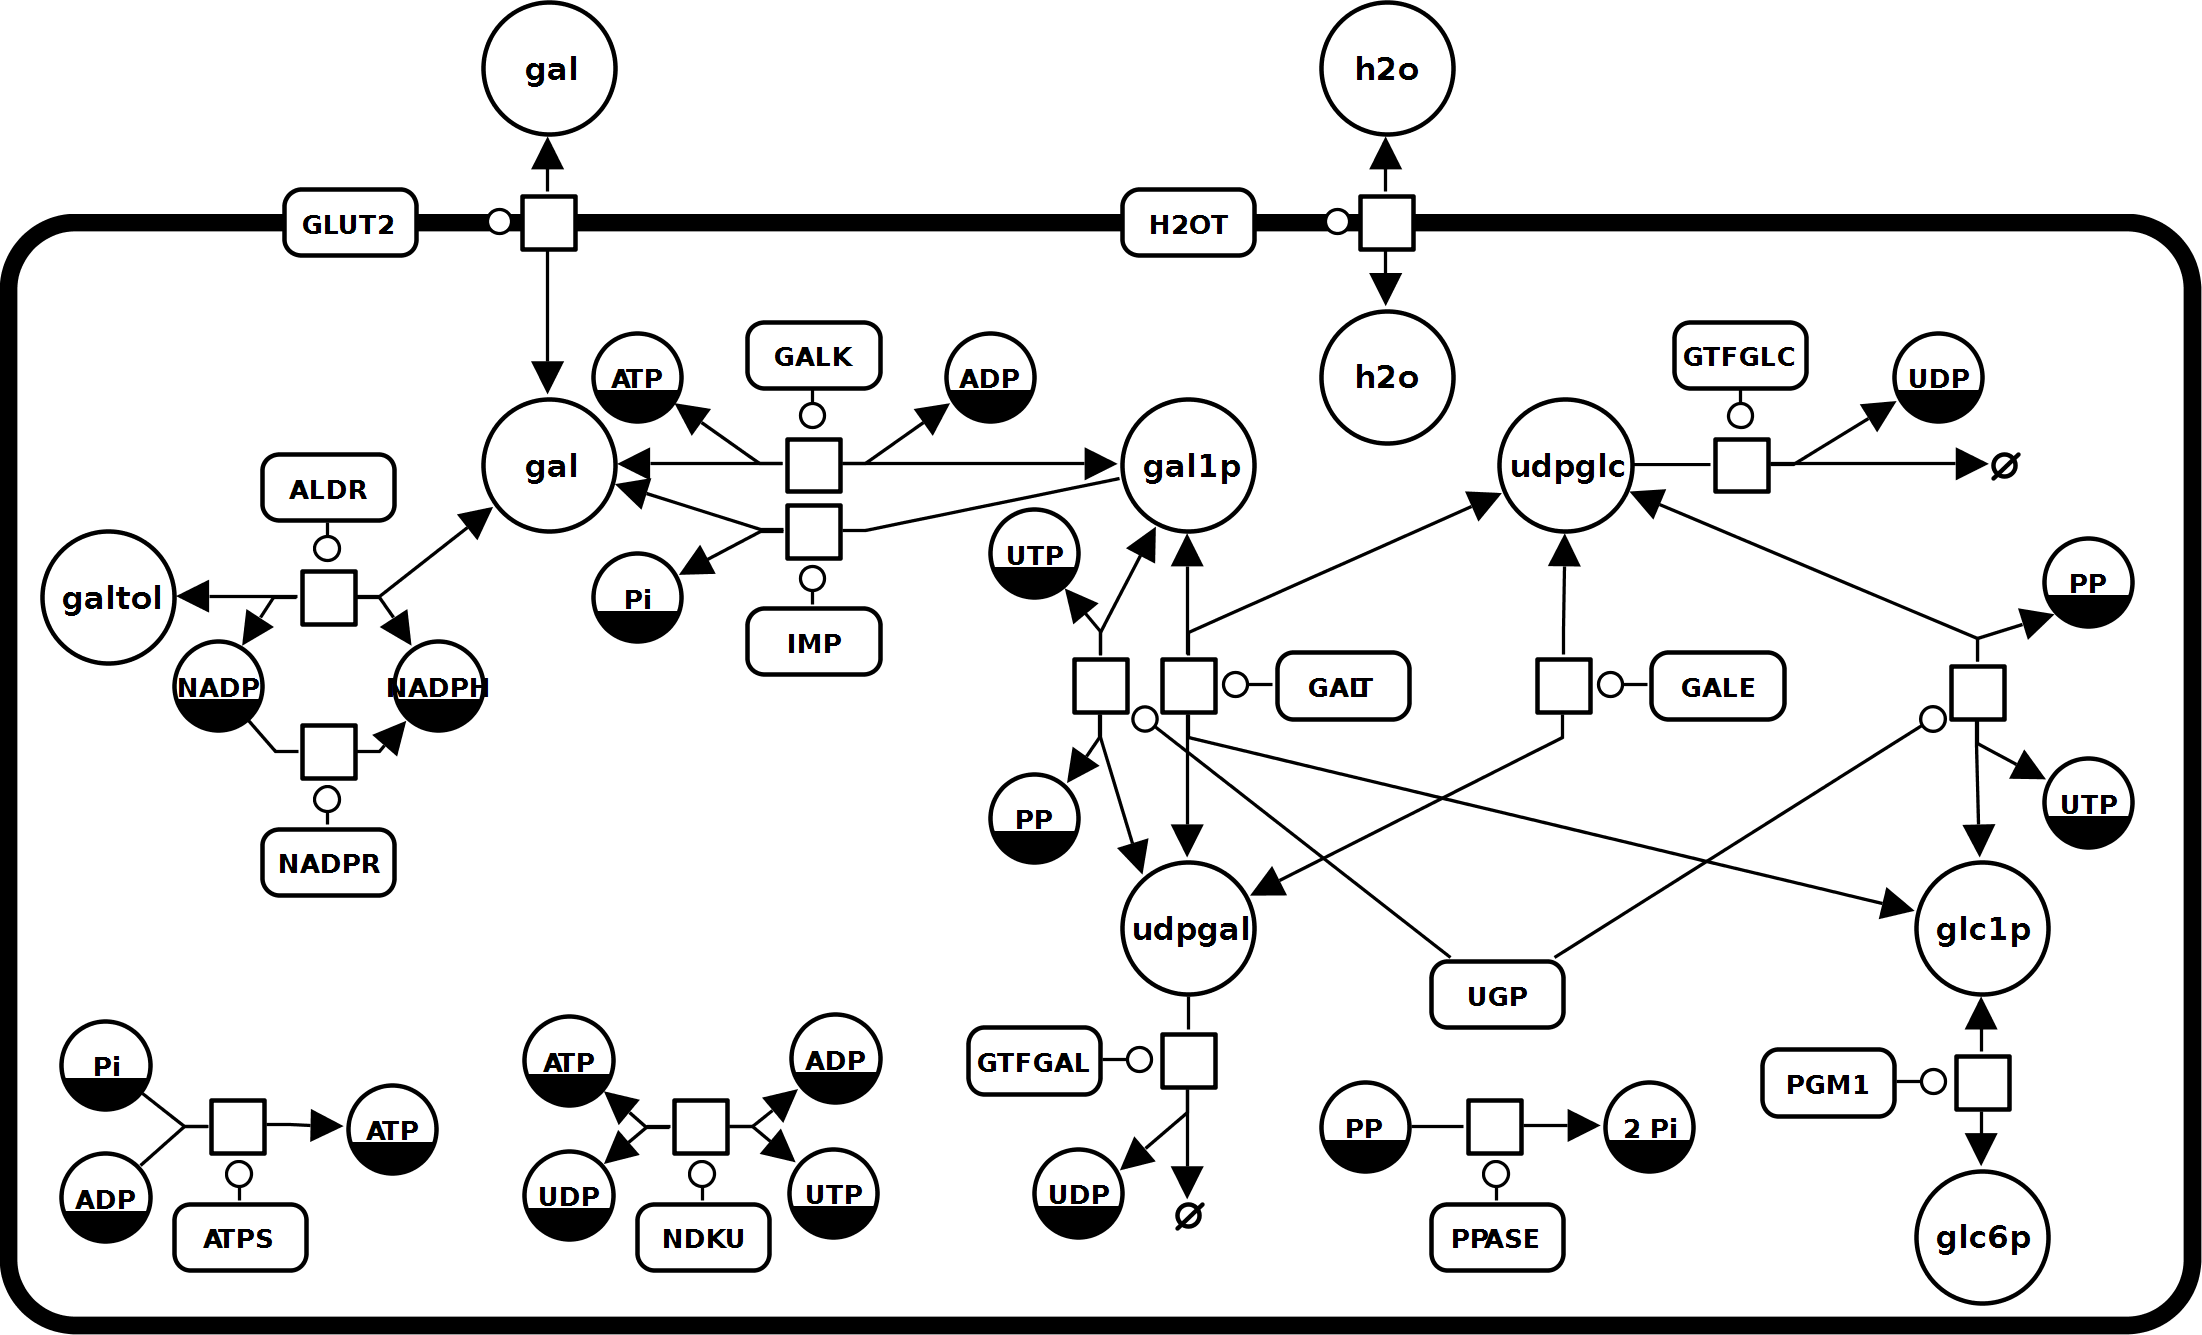 gal
h2o
GLUT2
H2OT
ATP
GALK
ADP
h2o
GTFGLC
UDP
gal
gal1p
udpglc
ø
ALDR
UTP
PP
galtol
Pi
IMP
NADP
NADPH
GALT
GALE
PP
UTP
NADPR
udpgal
glc1p
UGP
Pi
ATP
ADP
GTFGAL
PGM1
ATP
PP
2 Pi
ADP
UDP
UTP
UDP
ø
ATPS
NDKU
PPASE
glc6p